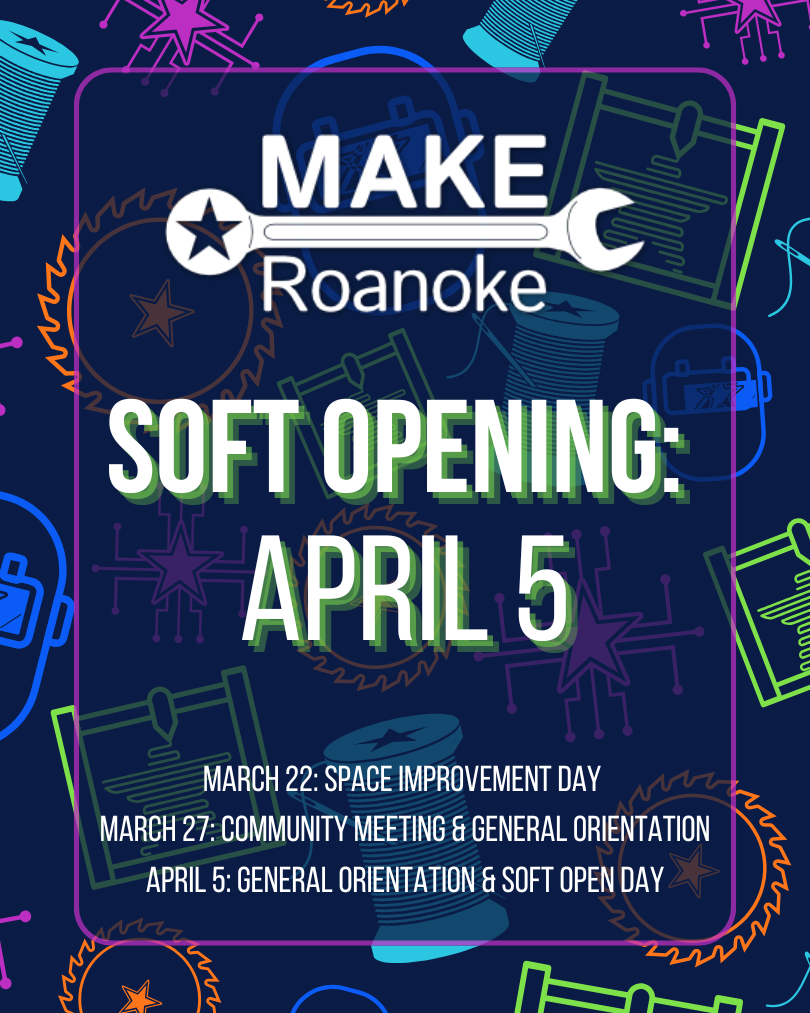 MAKE
Roanoke
SOFT OPENING:
APRIL 5
MARCH 22: SPACE IMPROVEMENT DAY
MARCH 27: COMMUNITY MEETING & GENERAL ORIENTATION
APRIL 5: GENERAL ORIENTATION & SOFT OPEN DAY